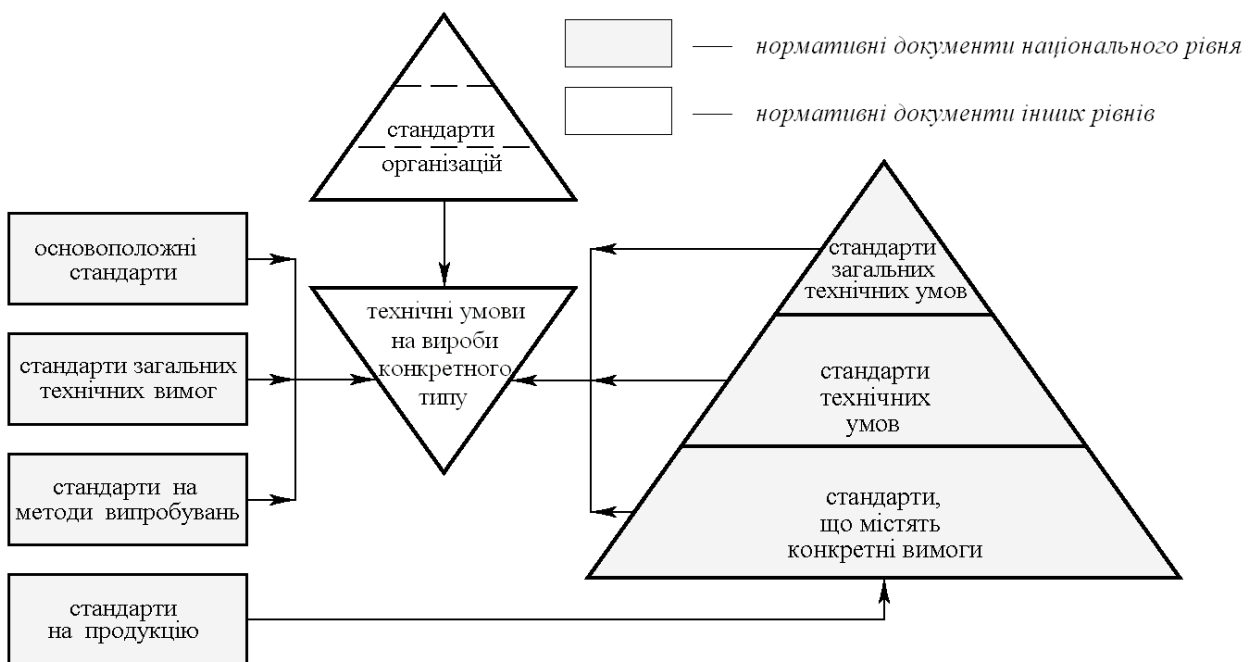 — нормативні документи національного рівня
— нормативні документи інших рівнів
стандарти
організацій
основоположні
стандарти
стандарти загальних
технічних вимог
стандарти на
методи випробувань
стандарти
на продукцію
технічні умови
на вироби
конкретного
типу
стандарти
загальних
технічних умов
стандарти
технічних
умов
стандарти,
що містять
конкретні вимоги